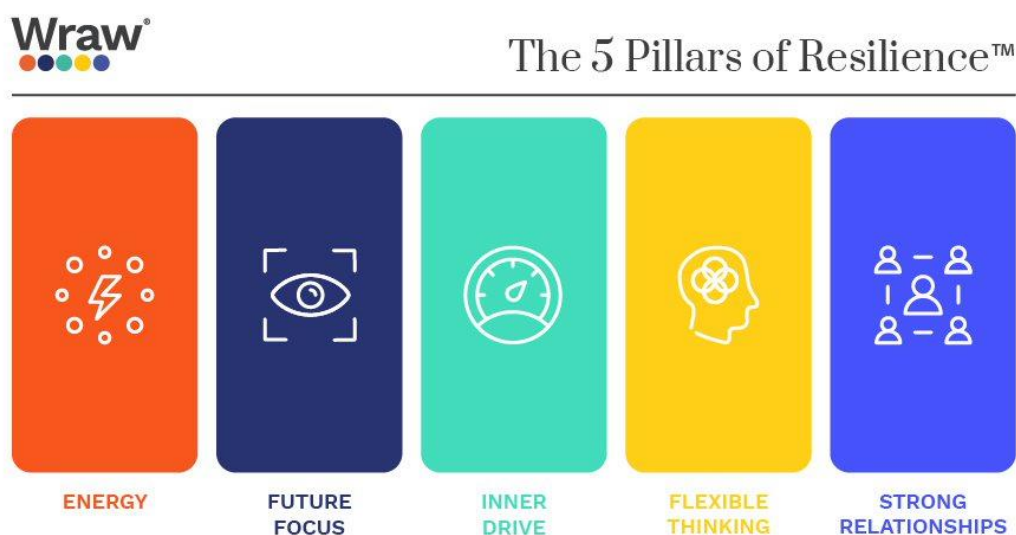 Wraw®
The 5 Pillars of Resilience™
ENERGY
FUTURE
FOCUS
INNER
DRIVE
FLEXIBLE
THINKING
STRONG
RELATIONSHIPS